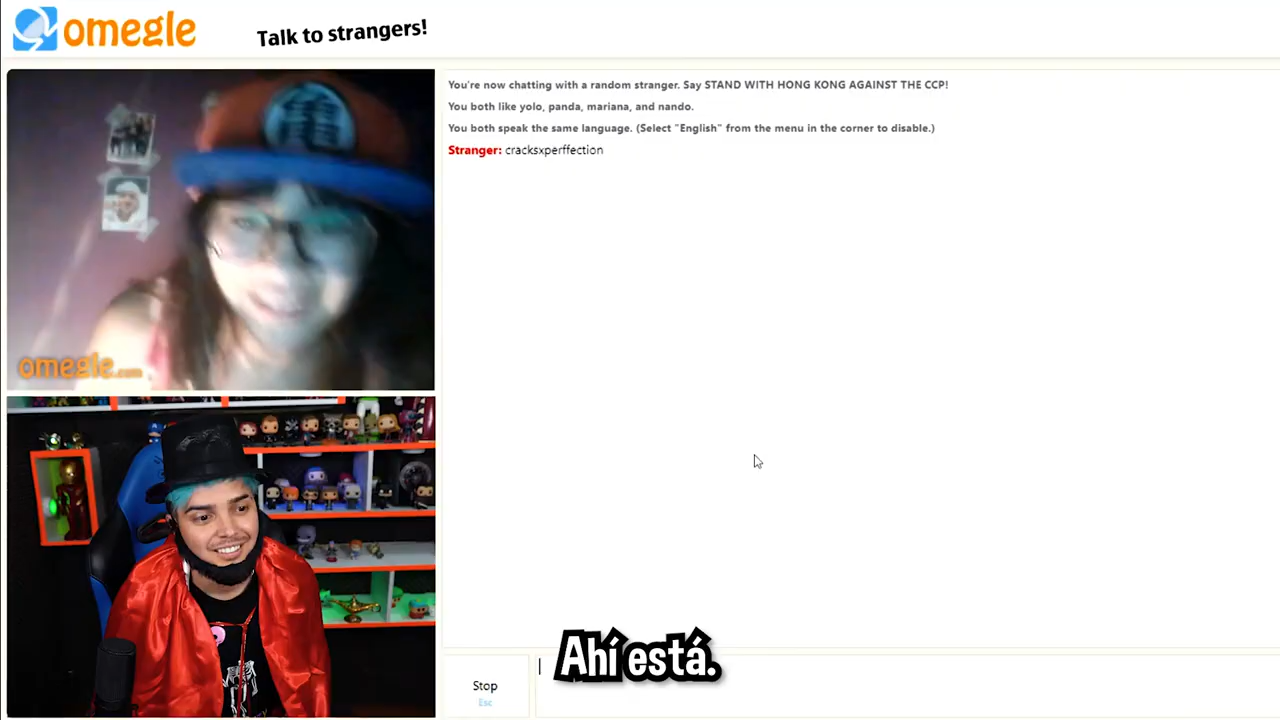 omegle
Talk to strangers!
You're now chatting with a random stranger. Say STAND WITH HONG KONG AGAINST THE CCP!
You both like yolo, panda, mariana, and nando.
You both speak the same language. (Select "English" from the menu in the corner to disable.)
Stranger: cracksxperffection
omegle.com
Stop
Esc
Ahí está.